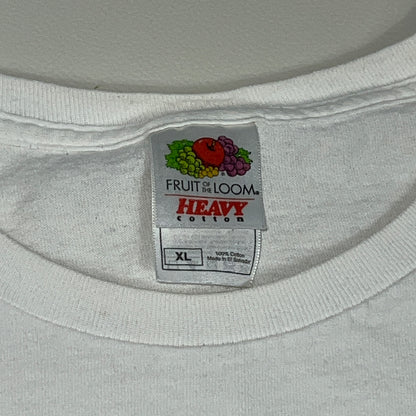 FRUIT OF THE LOOM®
HEAVY
cotton
XL
100% Cotton
Made in El Salvador